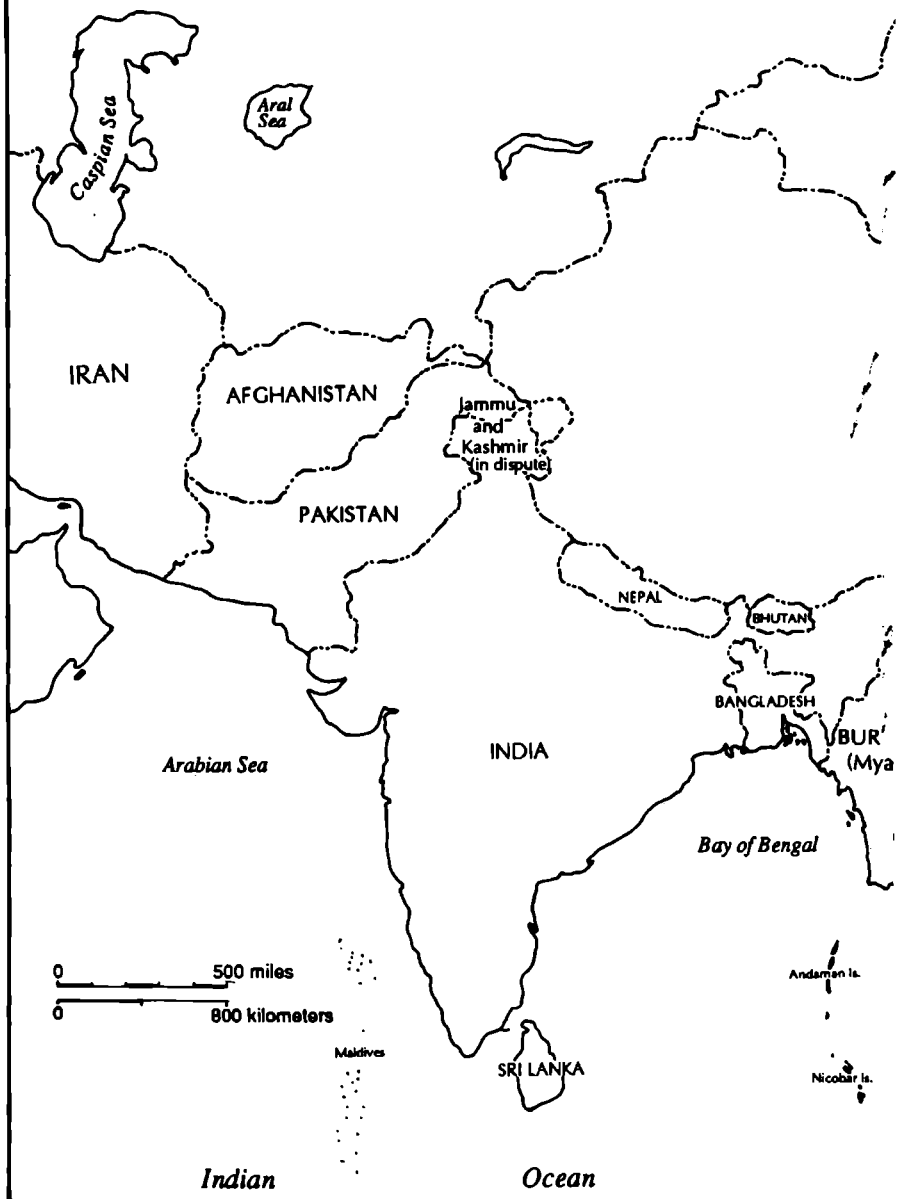 Aral
Sea
Caspian Sea
IRAN
AFGHANISTAN
Jammu
and
Kashmir
(in dispute)
PAKISTAN
NEPAL
BHUTAN
BANGLADESH
INDIA
BUR
(Mya
Arabian Sea
Bay of Bengal
0 500 miles
0 800 kilometers
Andaman Is.
Maldives
SRI LANKA
Nicobar Is.
Indian Ocean